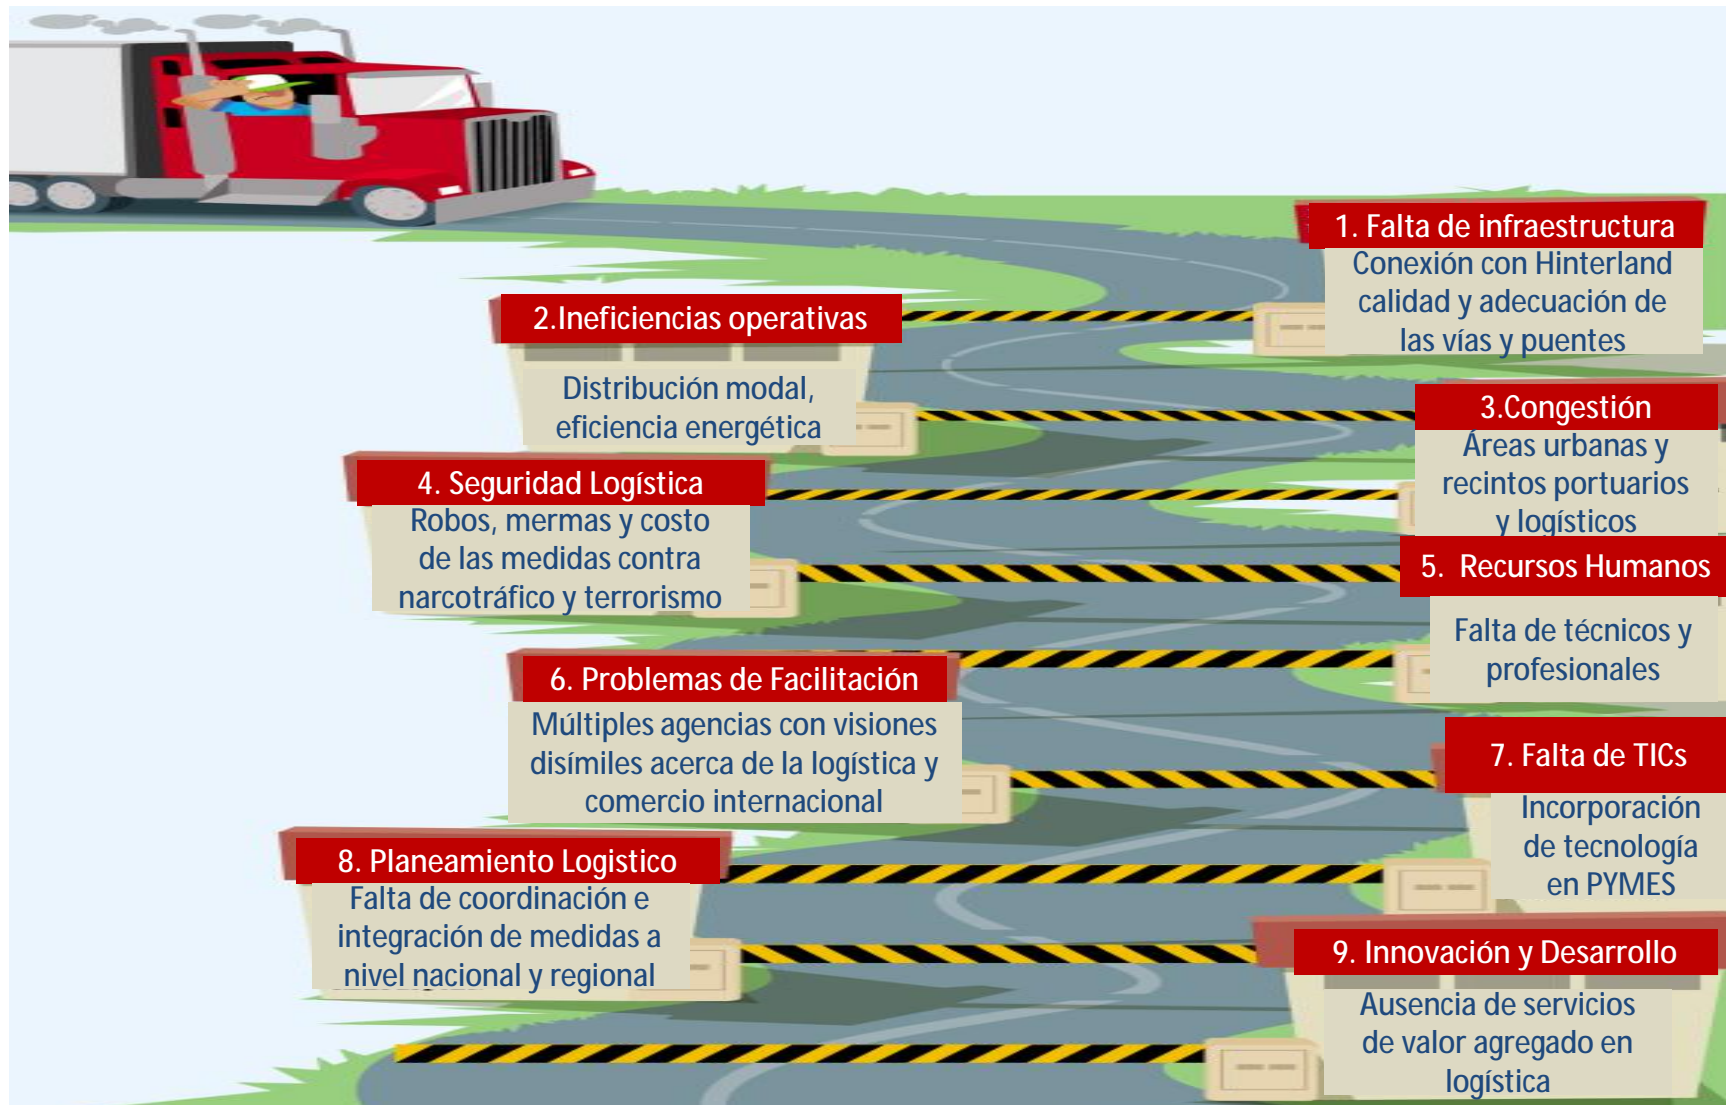 1. Falta de infraestructura
Conexión con Hinterland
calidad y adecuación de
las vías y puentes
2.Ineficiencias operativas
Distribución modal,
eficiencia energética
3.Congestión
Áreas urbanas y
recintos portuarios
y logísticos
4. Seguridad Logística
Robos, mermas y costo
de las medidas contra
narcotráfico y terrorismo
5. Recursos Humanos
Falta de técnicos y
profesionales
6. Problemas de Facilitación
Múltiples agencias con visiones
disímiles acerca de la logística y
comercio internacional
7. Falta de TICs
Incorporación
de tecnología
en PYMES
8. Planeamiento Logistico
Falta de coordinación e
integración de medidas a
nivel nacional y regional
9. Innovación y Desarrollo
Ausencia de servicios
de valor agregado en
logística